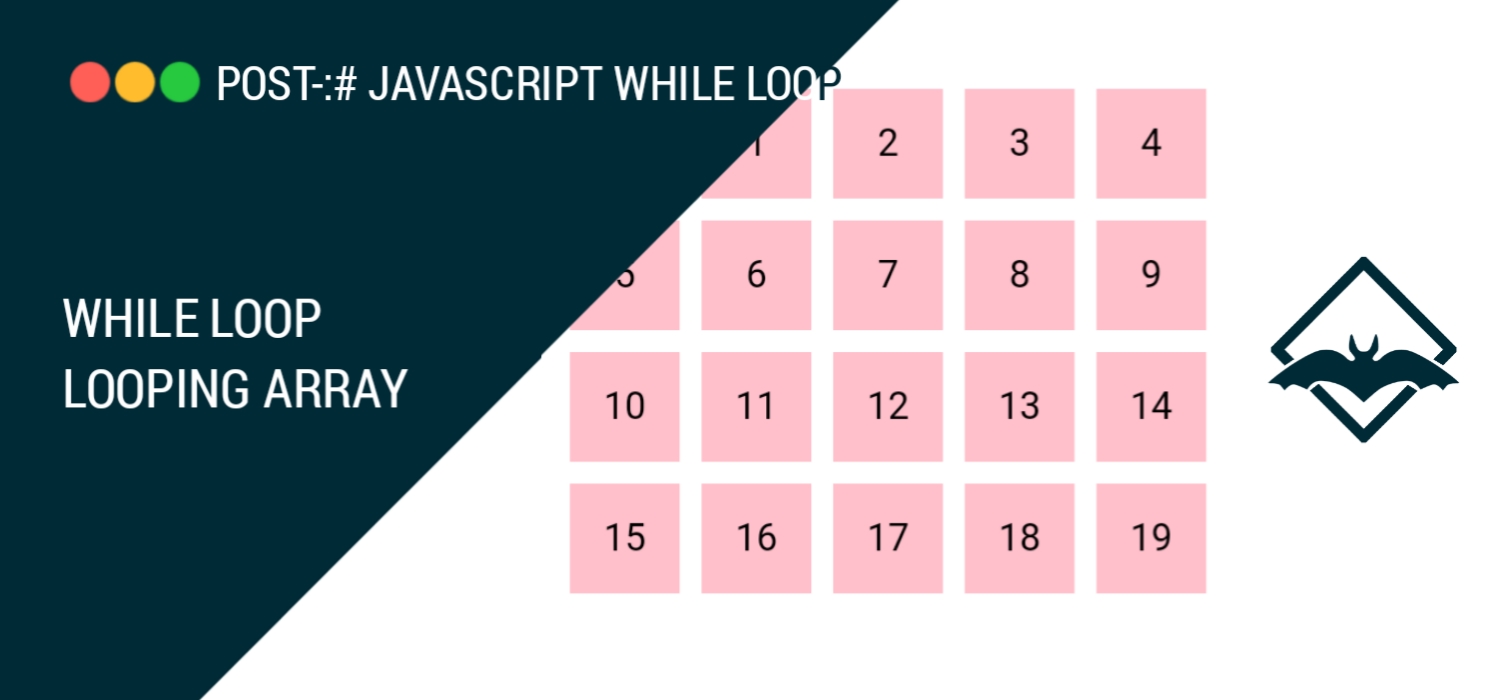 POST-:# JAVASCRIPT WHILE LOOP
1 2 3 4
5 6 7 8 9
WHILE LOOP
LOOPING ARRAY
10 11 12 13 14
15 16 17 18 19